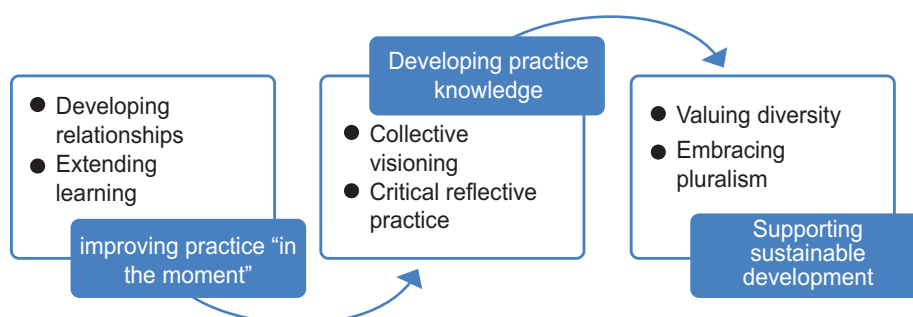 ● Developing
relationships
● Extending
learning
improving practice “in
the moment”
Developing practice
knowledge
● Collective
visioning
● Critical reflective
practice
● Valuing diversity
● Embracing
pluralism
Supporting
sustainable
development